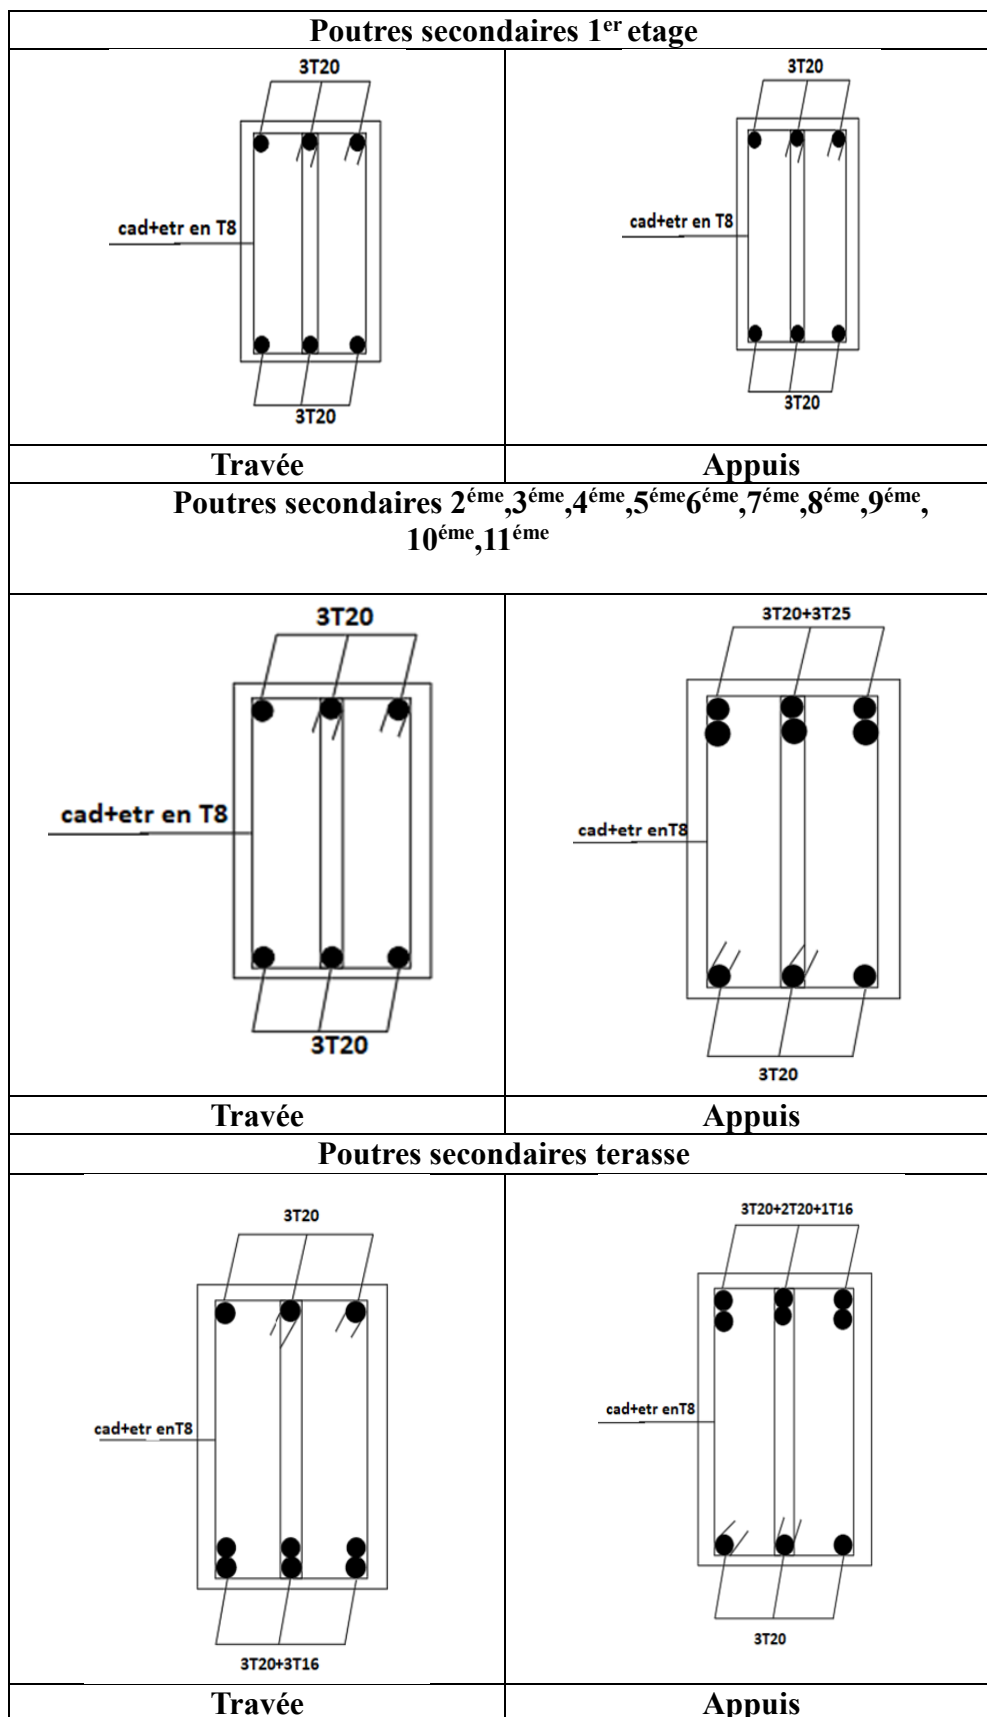 Poutres secondaires 1er etage
3T20
cad+etr en T8
3T20
3T20
cad+etr en T8
3T20
Travée
Appuis
Poutres secondaires 2éme,3éme,4éme,5éme6éme,7éme,8éme,9éme,
10éme,11éme
3T20
cad+etr en T8
3T20
3T20+3T25
cad+etr enT8
3T20
Travée
Appuis
Poutres secondaires terasse
3T20
cad+etr enT8
3T20+3T16
3T20+2T20+1T16
cad+etr enT8
3T20
Travée
Appuis